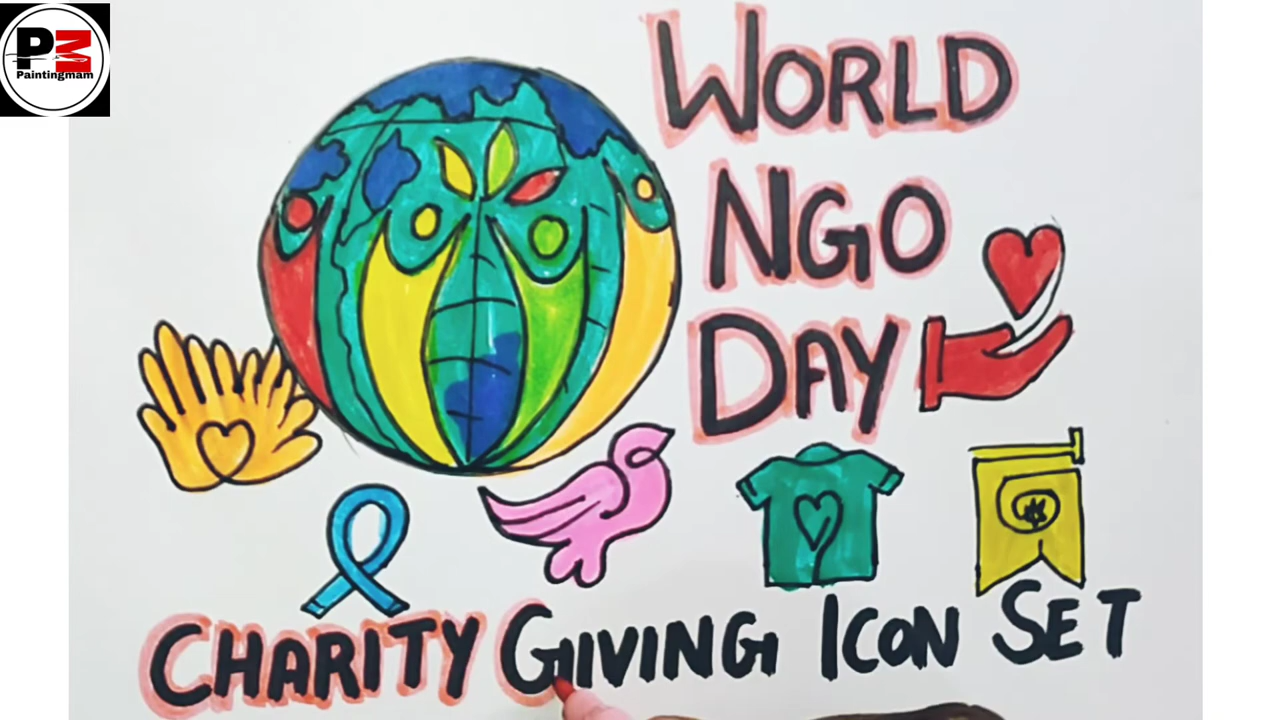 PM
Paintingmam
WORLD
NGO
DAY
CHARITY GIVING ICON SET